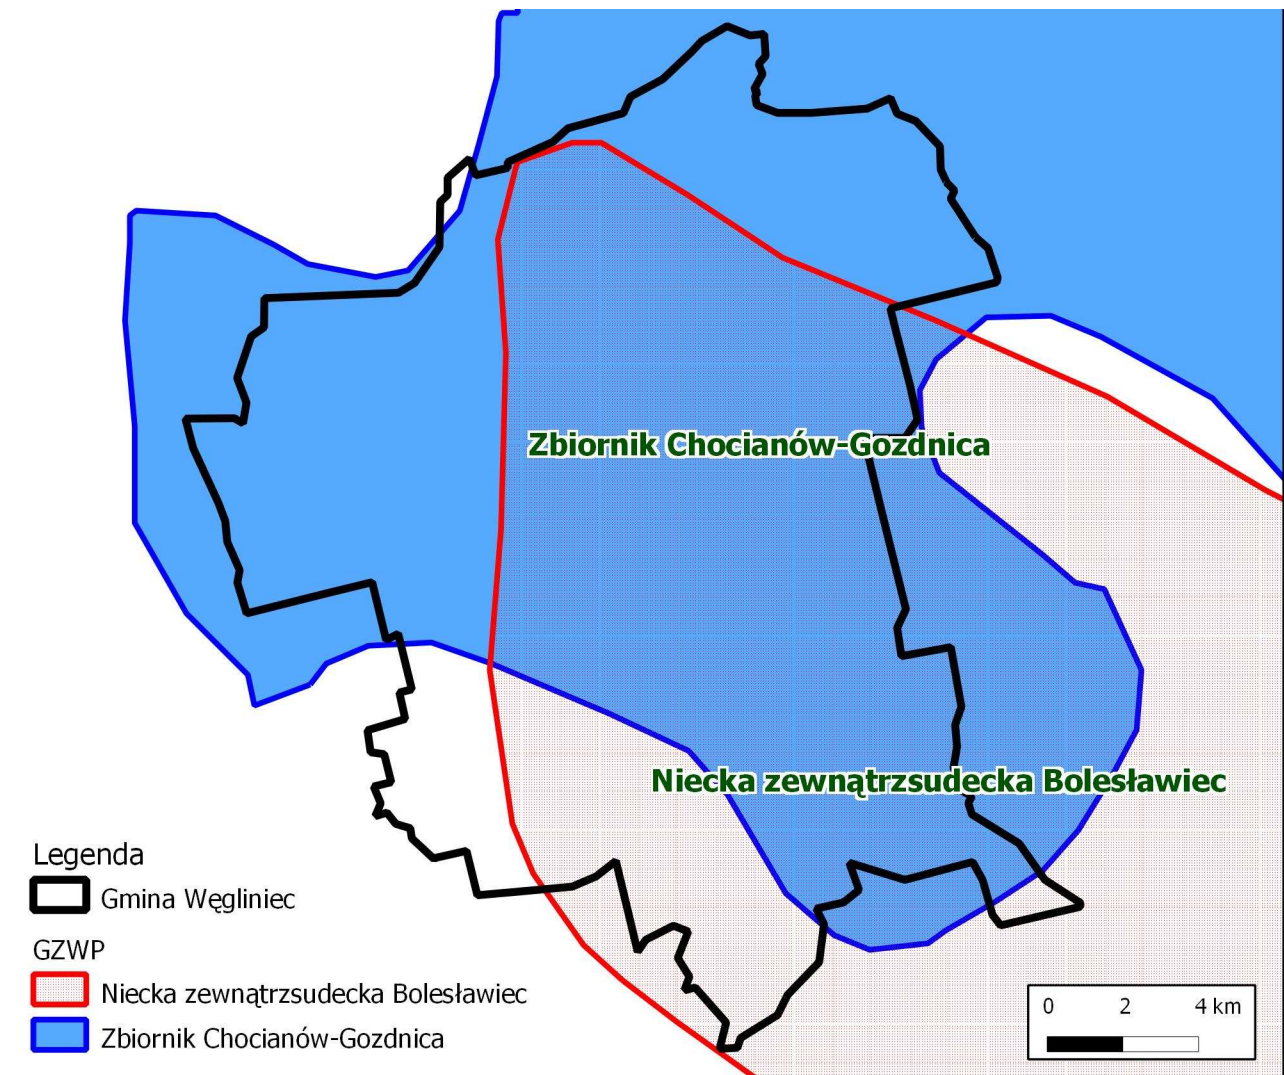 Zbiornik Chocianów-Gozdnica
Niecka zewnątrzsudecka Bolesławiec
Legenda
Gmina Węgliniec
GZWP
Niecka zewnątrzsudecka Bolesławiec
Zbiornik Chocianów-Gozdnica
0 2 4 km